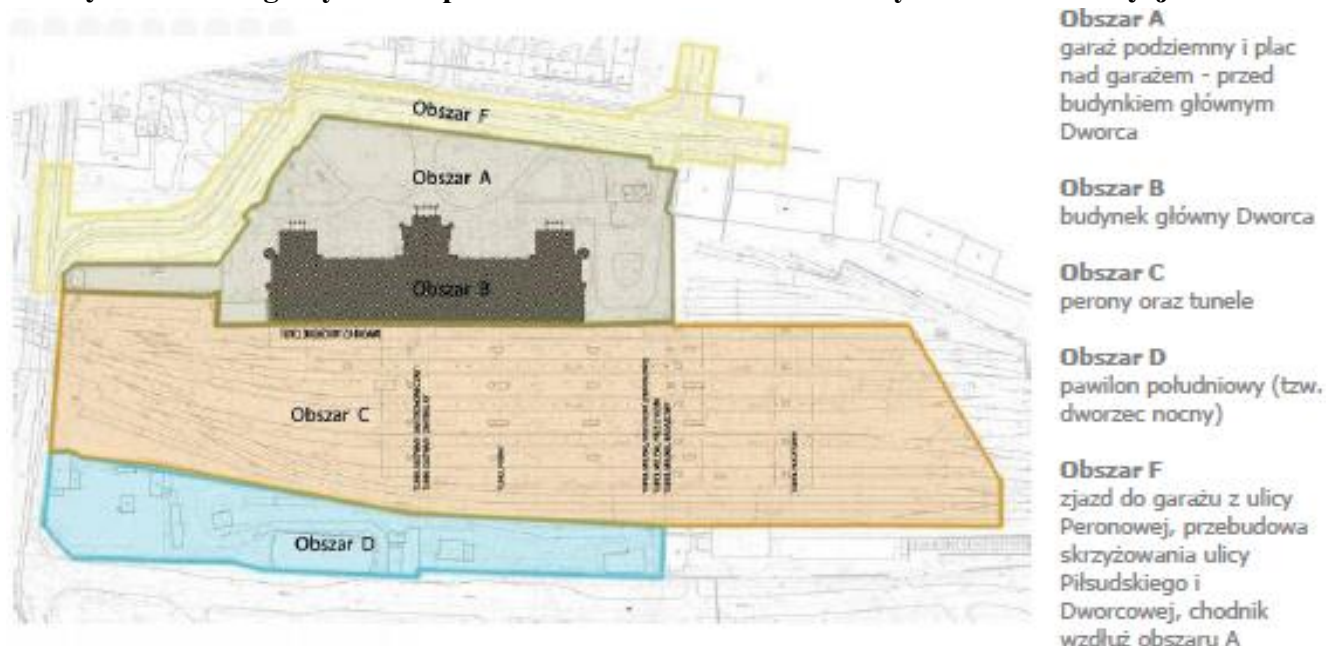 Obszar F
Obszar A
Obszar B
Obszar C
Obszar D
Obszar A
garaż podziemny i plac
nad garażem - przed
budynkiem głównym
Dworca
Obszar B
budynek główny Dworca
Obszar C
perony oraz tunele
Obszar D
pawilon południowy (tzw.
dworzec nocny)
Obszar F
zjazd do garażu z ulicy
Peronowej, przebudowa
skrzyżowania ulicy
Piłsudskiego i
Dworcowej, chodnik
wzdłuż obszaru A